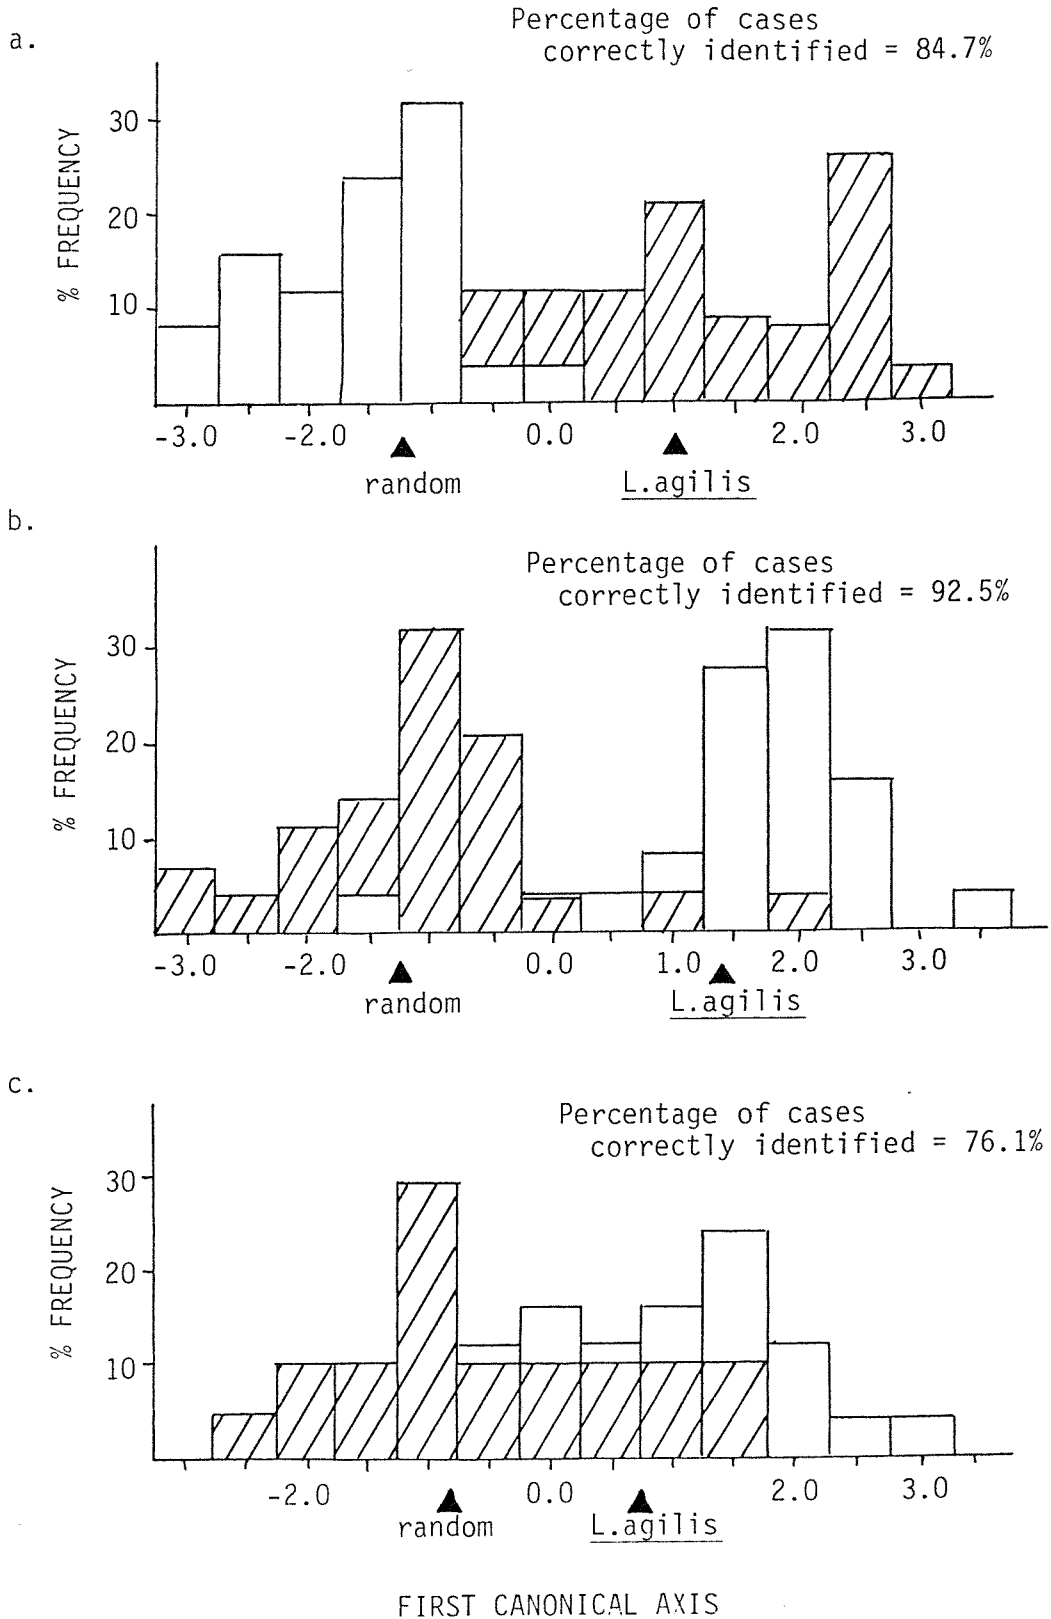 a.
Percentage of cases
correctly identified = 84.7%
% FREQUENCY
30
20
10
-3.0 -2.0 0.0 2.0 3.0
random L.agilis
b.
Percentage of cases
correctly identified = 92.5%
% FREQUENCY
30
20
10
-3.0 -2.0 0.0 1.0 2.0 3.0
random L.agilis
c.
Percentage of cases
correctly identified = 76.1%
% FREQUENCY
30
20
10
-2.0 0.0 2.0 3.0
random L.agilis
FIRST CANONICAL AXIS